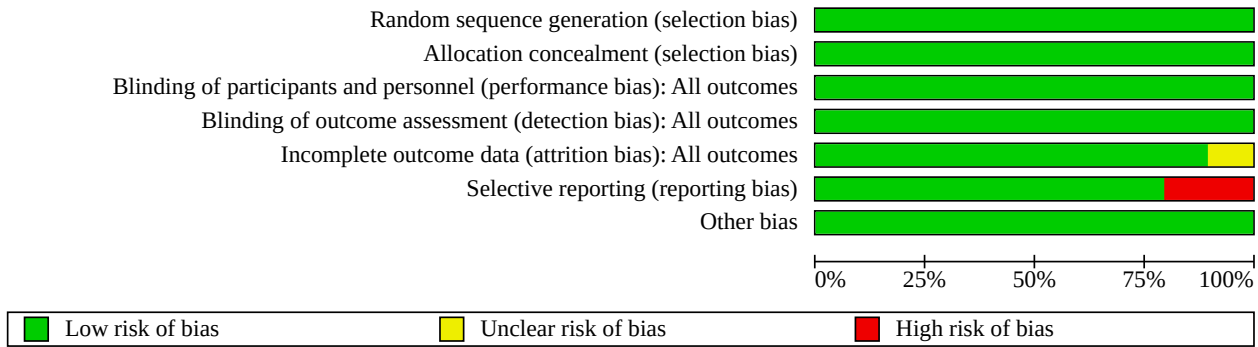 Random sequence generation (selection bias)
Allocation concealment (selection bias)
Blinding of participants and personnel (performance bias): All outcomes
Blinding of outcome assessment (detection bias): All outcomes
Incomplete outcome data (attrition bias): All outcomes
Selective reporting (reporting bias)
Other bias
0% 25% 50% 75% 100%
Low risk of bias Unclear risk of bias High risk of bias